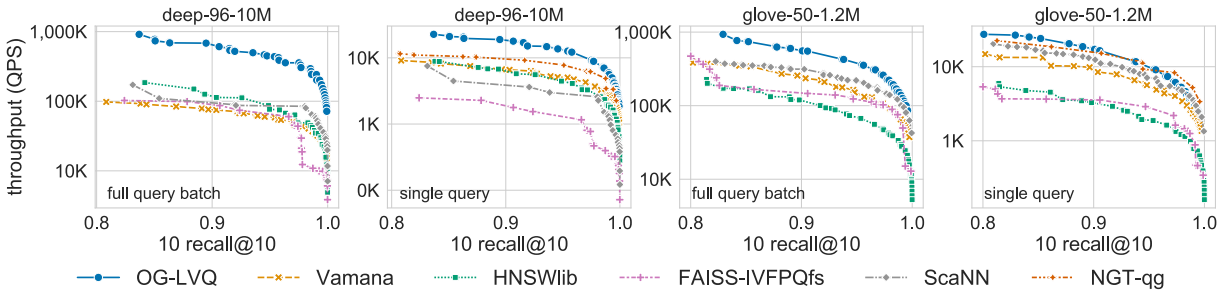 deep-96-10M
deep-96-10M
glove-50-1.2M
glove-50-1.2M
throughput (QPS)
1,000K
100K
10K
full query batch
0.8
0.9
1.0
10 recall@10
10K
1K
0K
single query
0.8
0.9
1.0
10 recall@10
1,000K
100K
10K
full query batch
0.8
0.9
1.0
10 recall@10
10K
1K
single query
0.8
0.9
1.0
10 recall@10
OG-LVQ
Vamana
HNSWlib
FAISS-IVFPQfs
ScaNN
NGT-qg